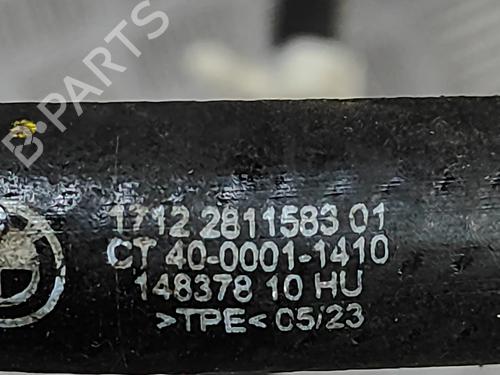 B PARTS
1712 2811583 01
CT 40-0001-1410
148378 10 HU
>TPE< 05/23